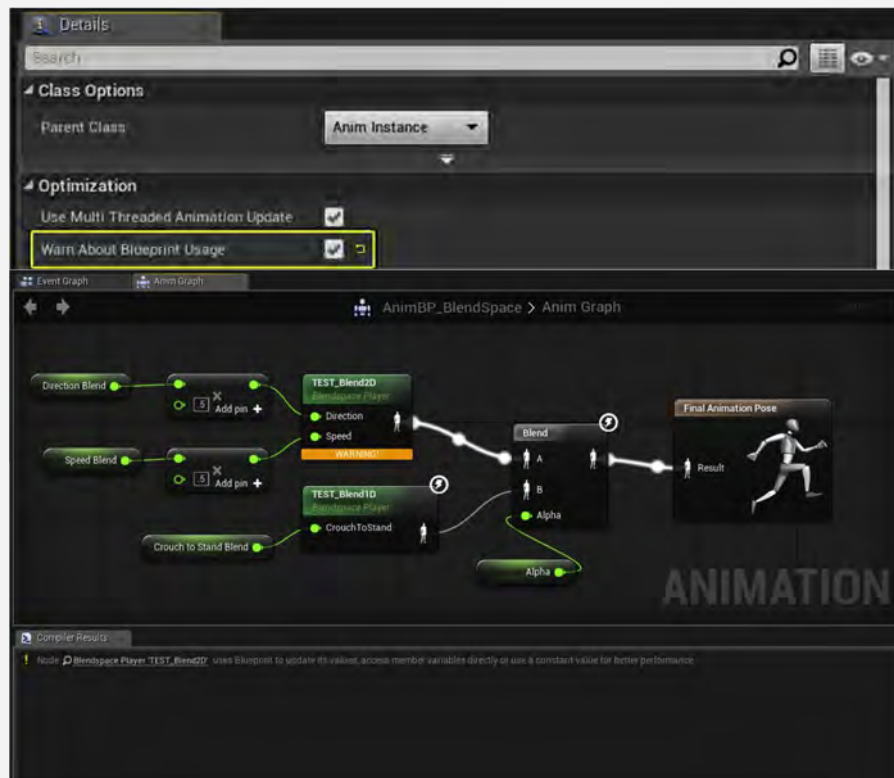 Details
Search
Class Options
Parent Class Anim Instance
Optimization
Use Multi Threaded Animation Update
Warn About Blueprint Usage
Event Graph Anim Graph
AnimBP_BlendSpace > Anim Graph
Direction Blend
.5 Add pin +
Speed Blend
.5 Add pin +
Crouch to Stand Blend
TEST_Blend2D
Blendspace Player
Direction
Speed
WARNING!
TEST_Blend1D
Blendspace Player
CrouchToStand
Blend
A
B
Alpha
Alpha
Final Animation Pose
Result
ANIMATION
Compiler Results
Node Blendspace Player 'TEST_Blend2D' uses Blueprint to update its values, access member variables directly or use a constant value for better performance